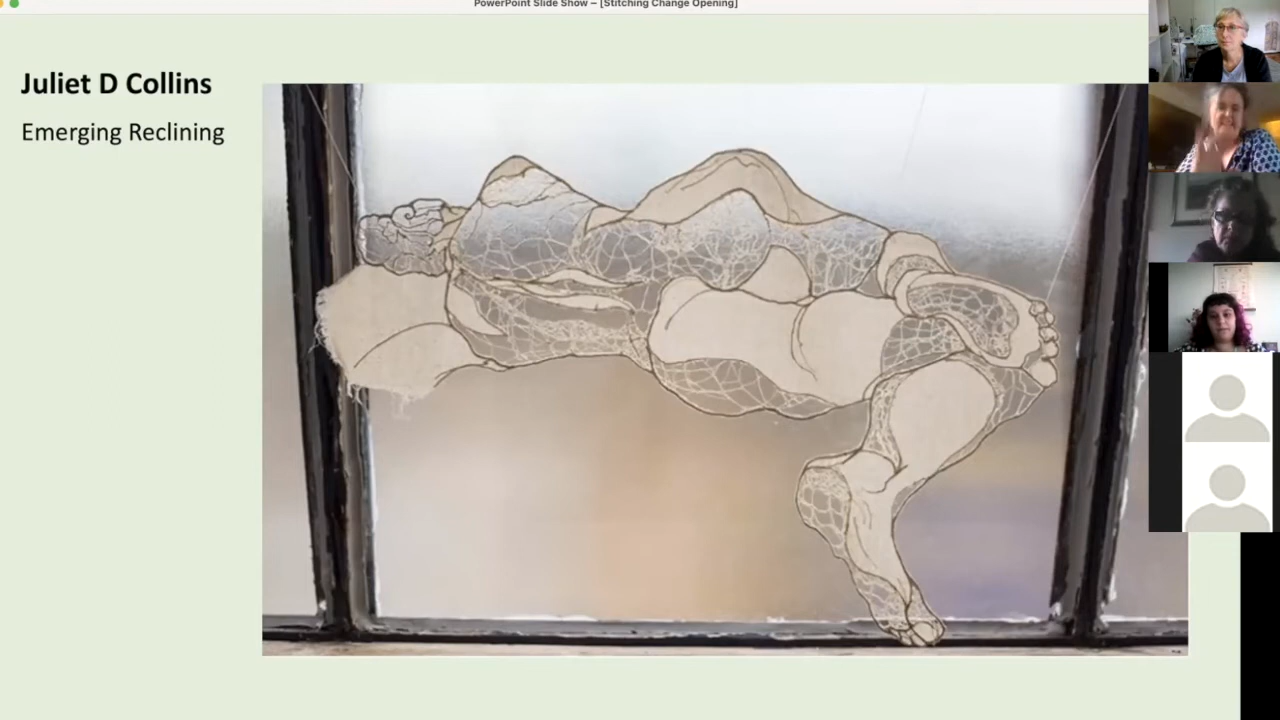 PowerPoint Slide Show – [Stitching Change Opening]
Juliet D Collins
Emerging Reclining